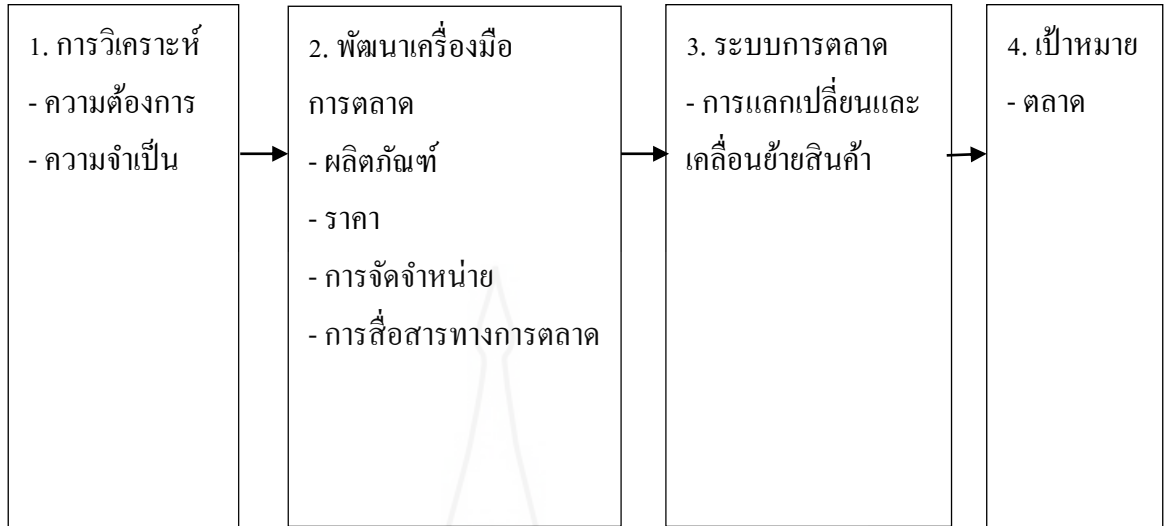 1. การวิเคราะห์
- ความต้องการ
- ความจำเป็น
2. พัฒนาเครื่องมือ
การตลาด
- ผลิตภัณฑ์
- ราคา
- การจัดจำหน่าย
- การสื่อสารทางการตลาด
3. ระบบการตลาด
- การแลกเปลี่ยนและ
เคลื่อนย้ายสินค้า
4. เป้าหมาย
- ตลาด